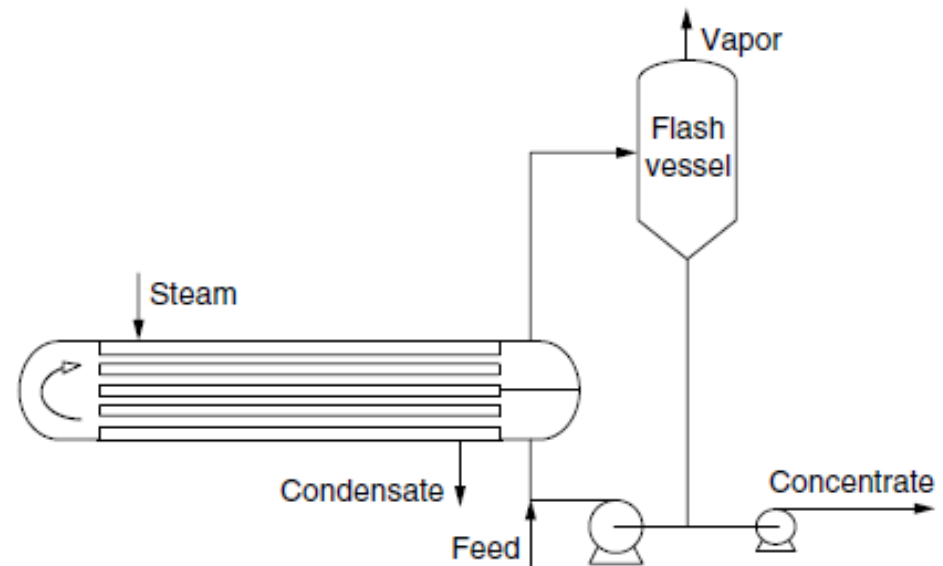 Vapor
Flash
vessel
Steam
Condensate
Concentrate
Feed